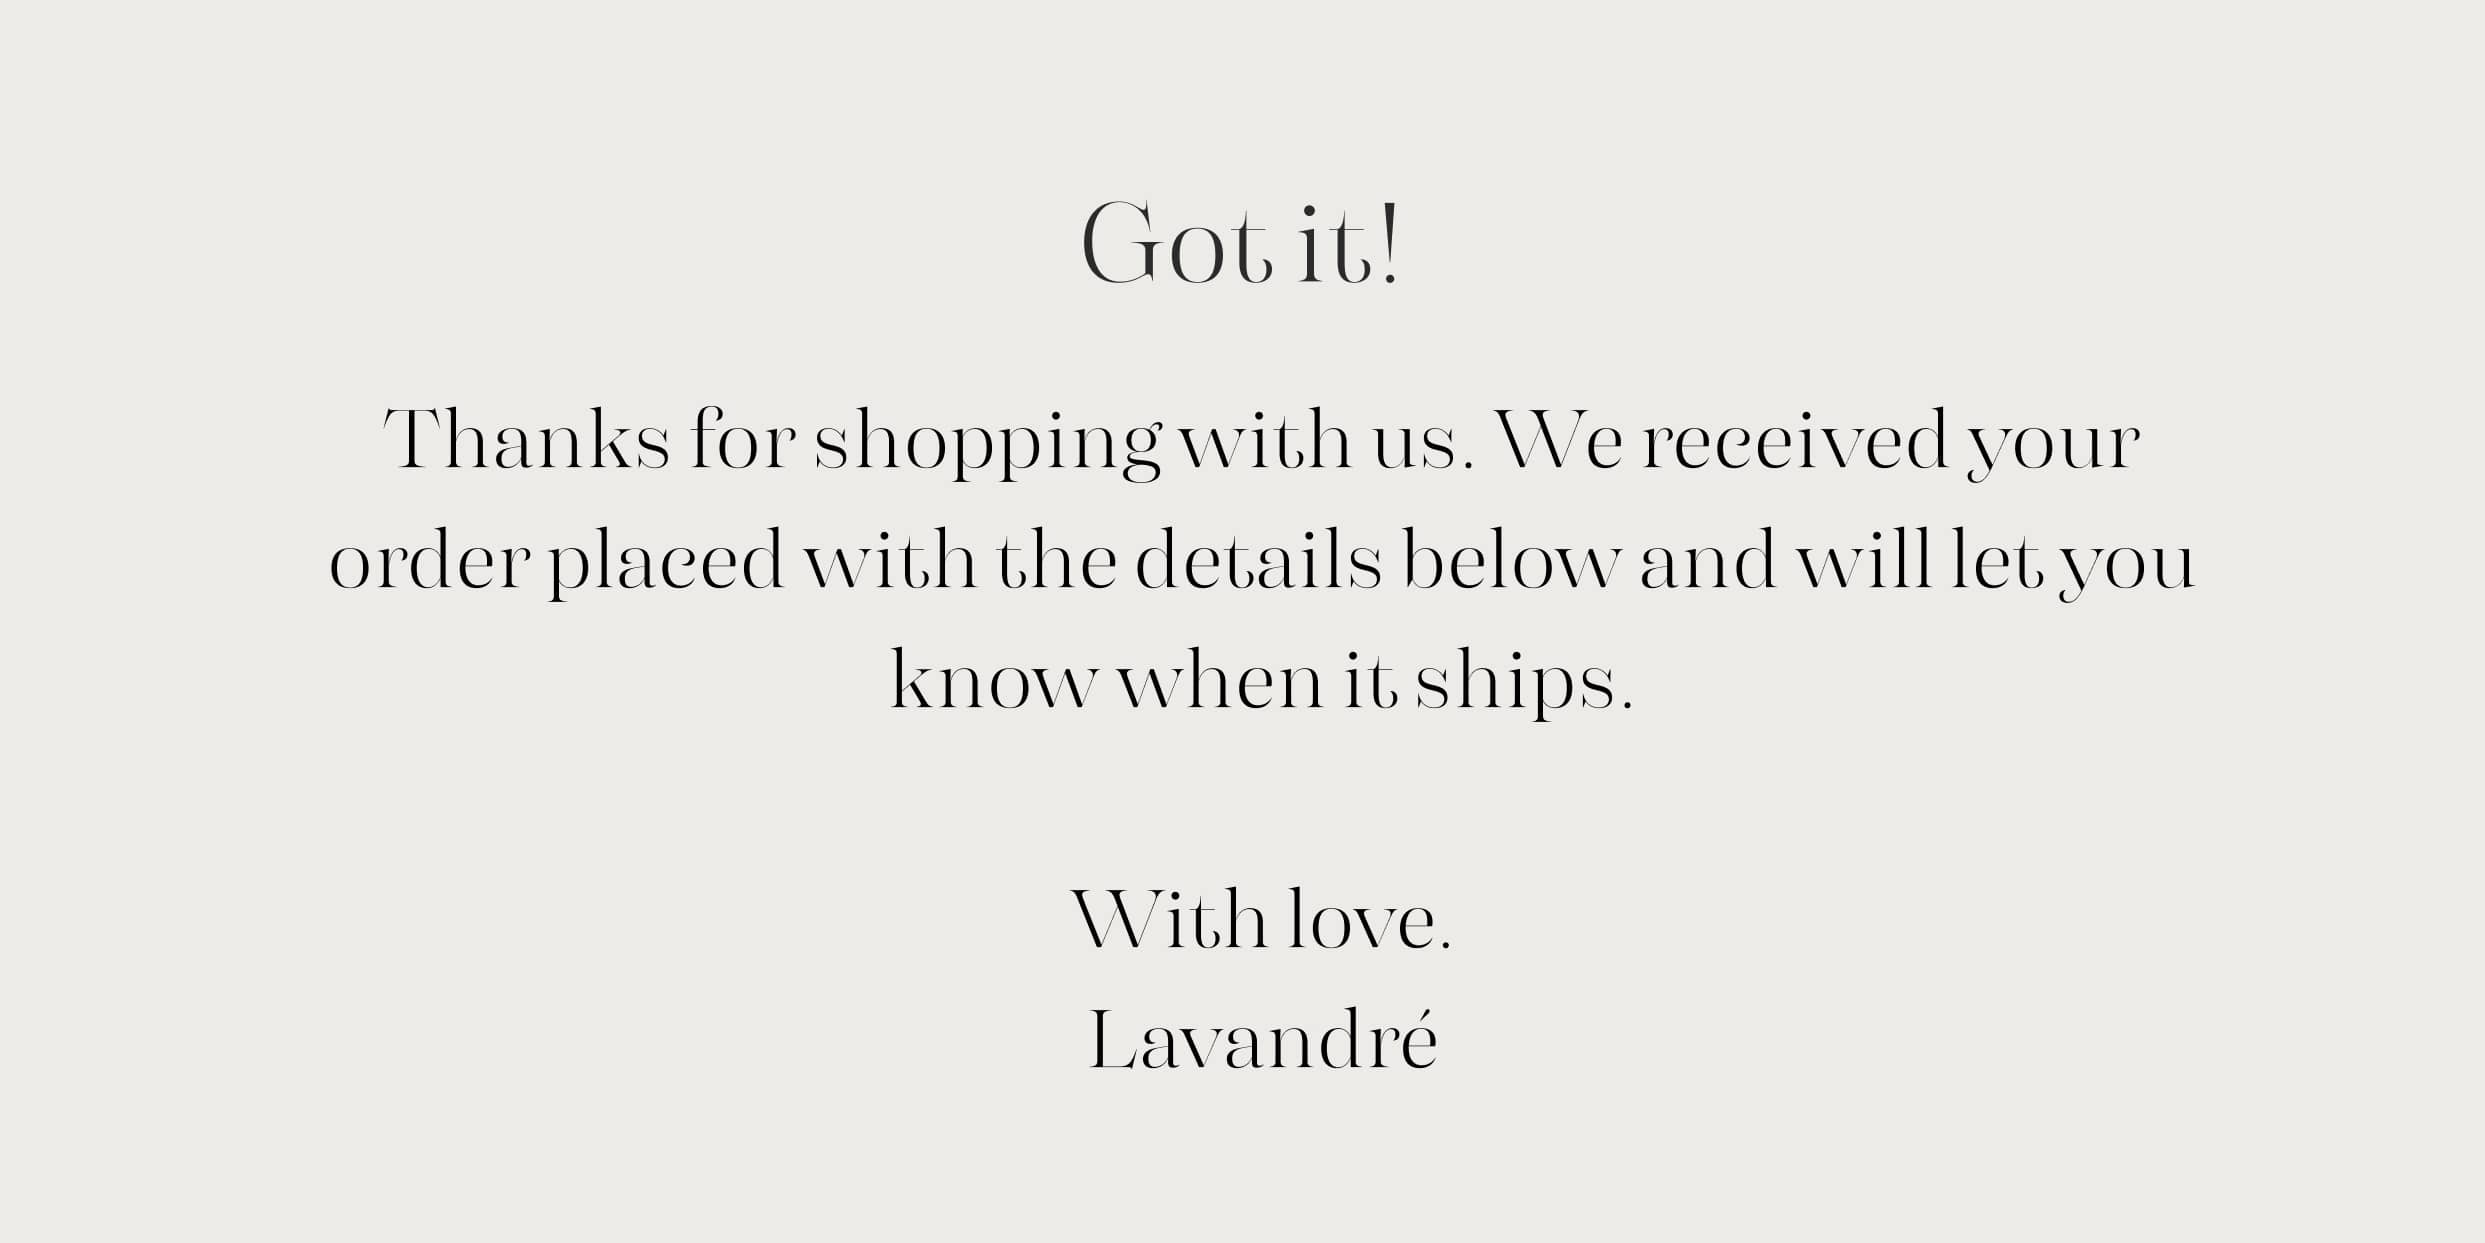 Got it!
Thanks for shopping with us. We received your
order placed with the details below and will let you
know when it ships.
With love.
Lavandré